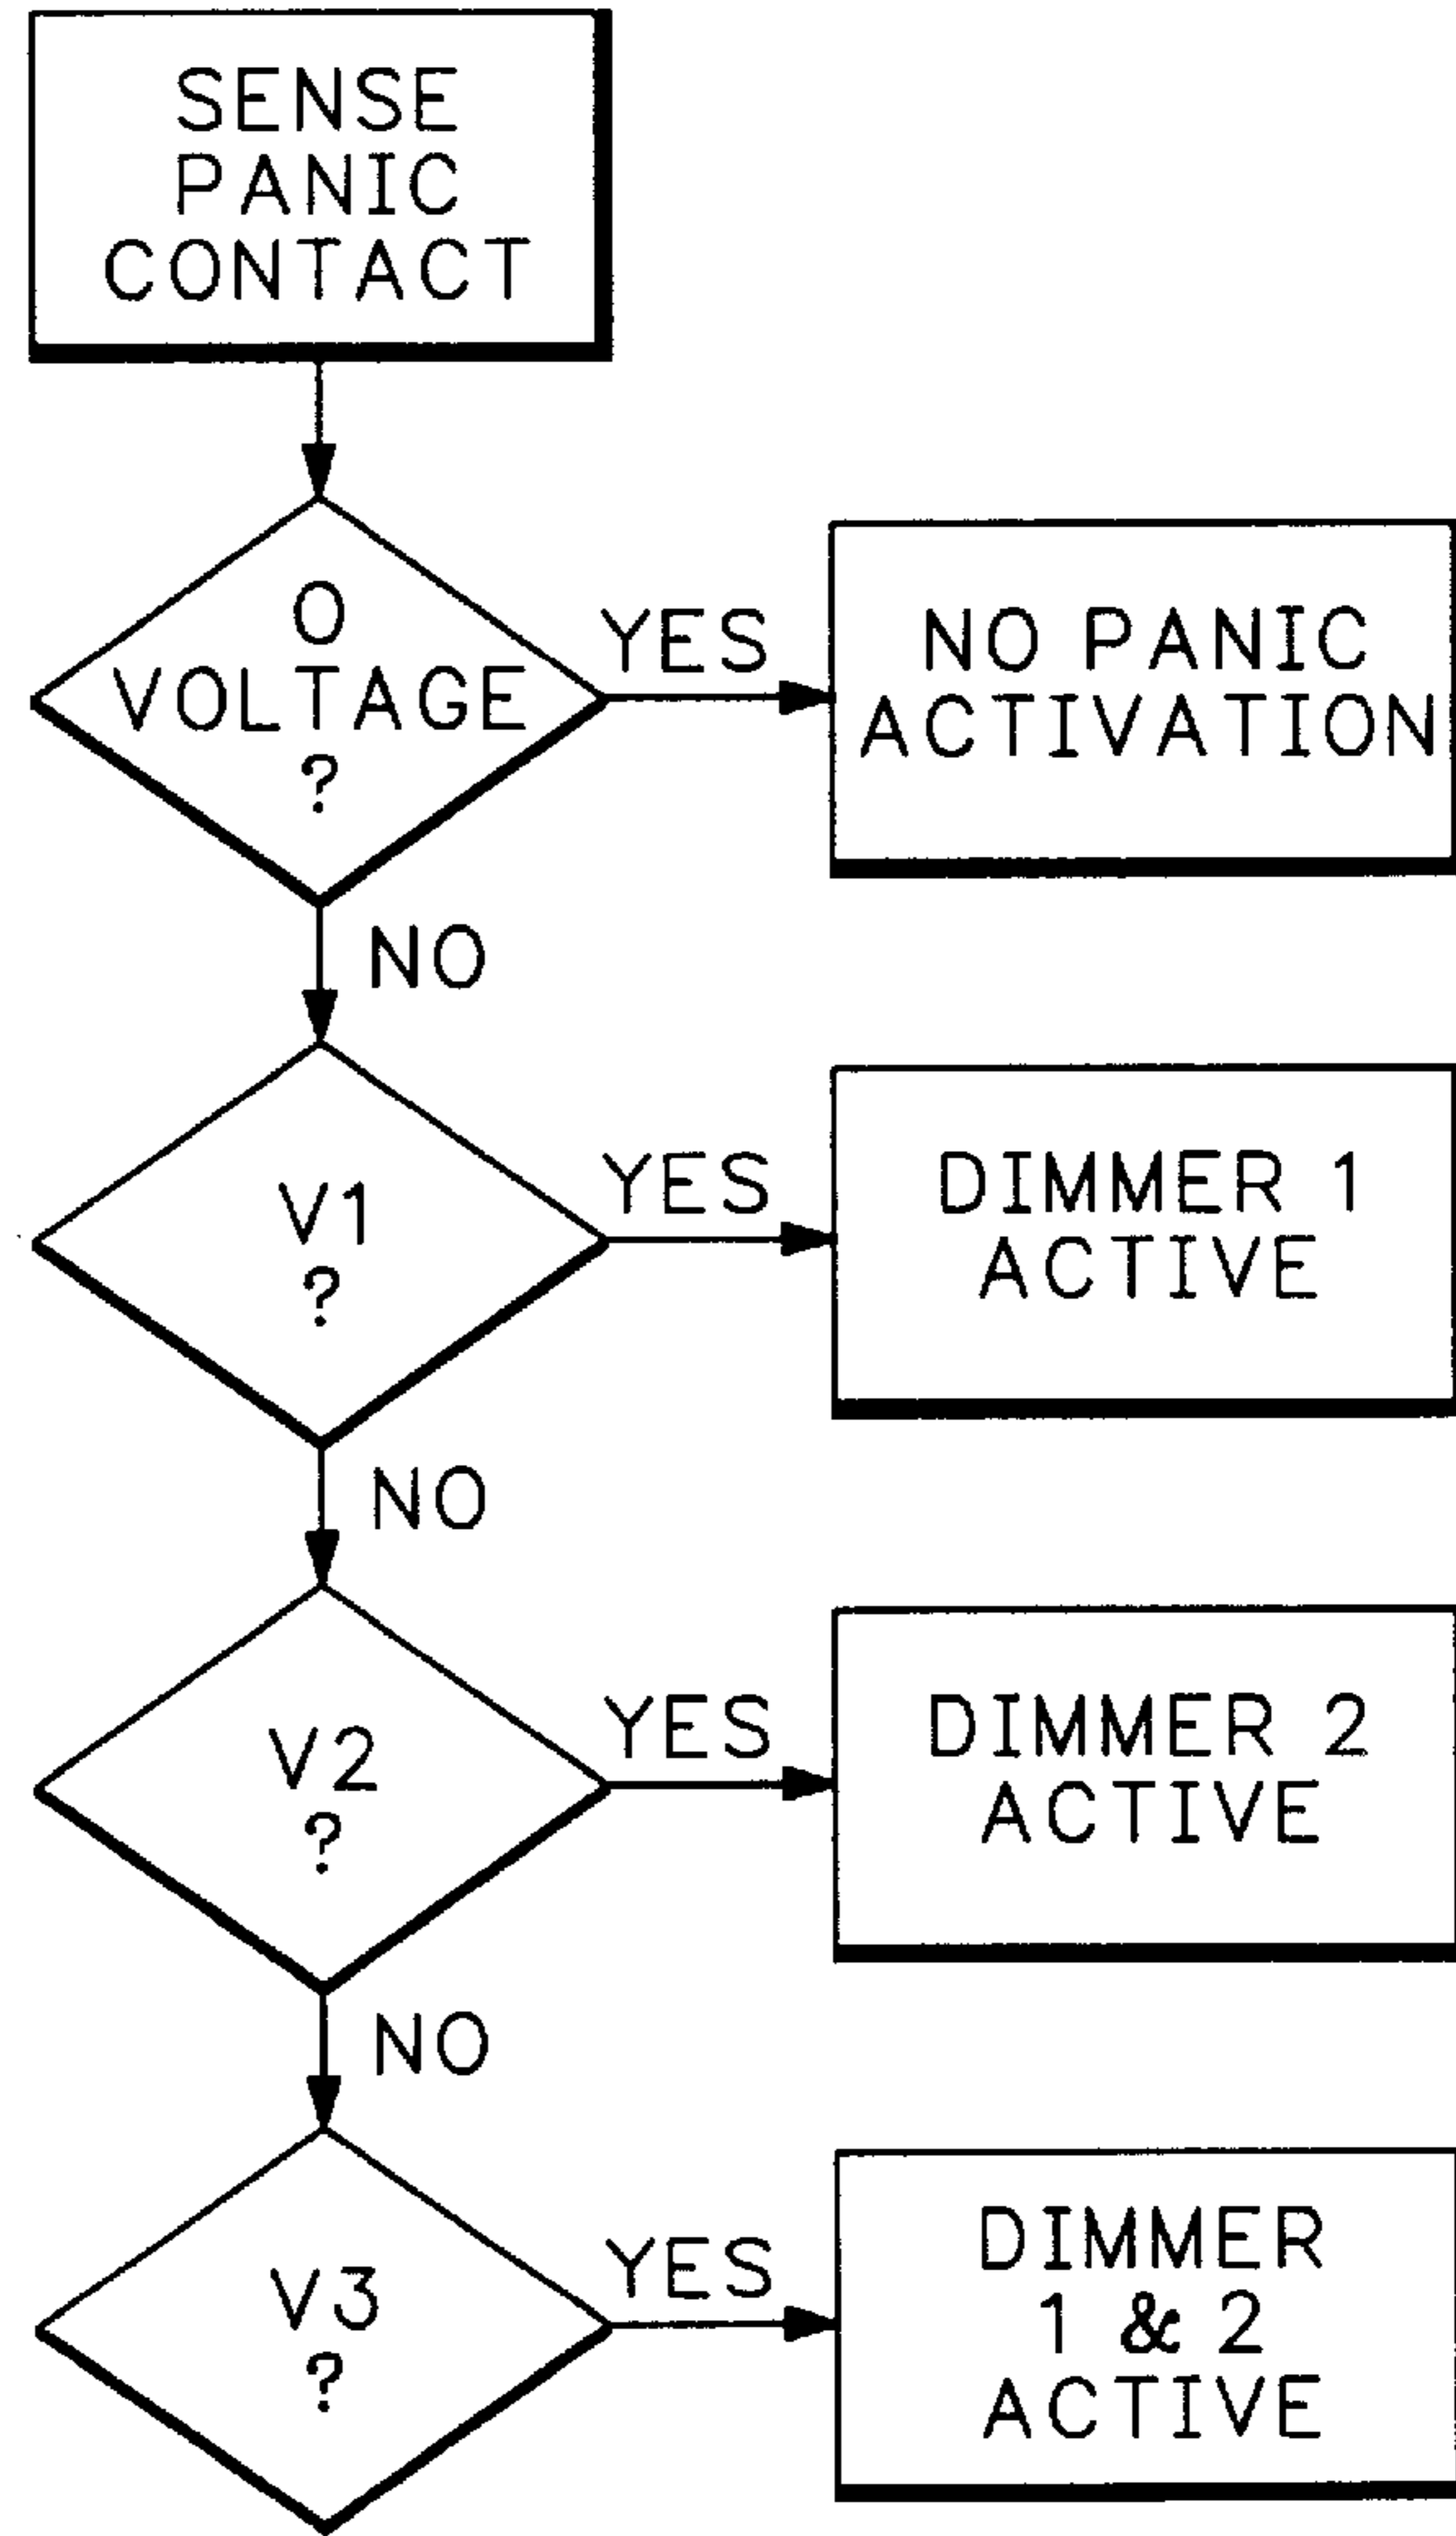 SENSE
PANIC
CONTACT
O
VOLTAGE
?
YES
NO PANIC
ACTIVATION
NO
V1
?
YES
DIMMER 1
ACTIVE
NO
V2
?
YES
DIMMER 2
ACTIVE
NO
V3
?
YES
DIMMER
1 & 2
ACTIVE